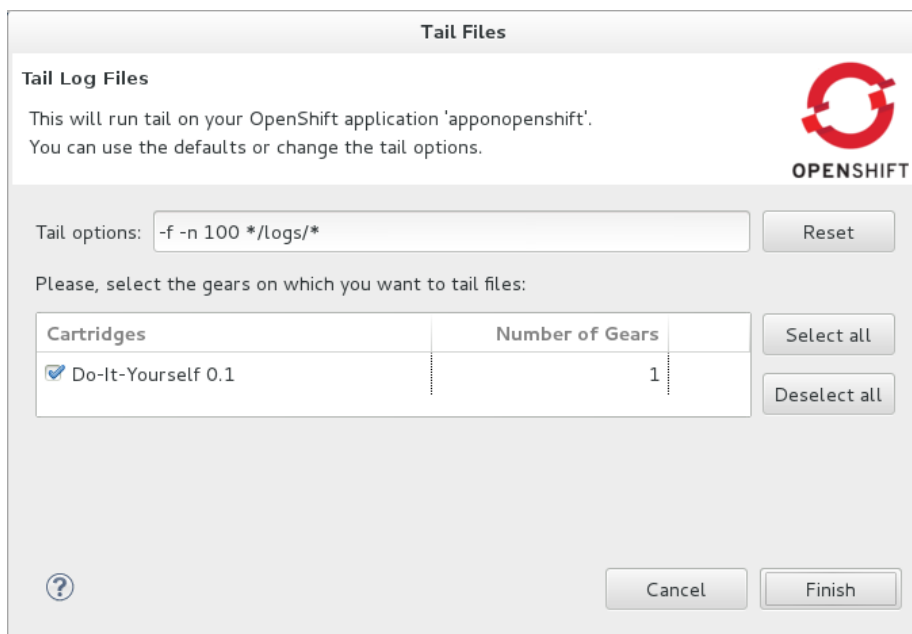 Tail Files
Tail Log Files
This will run tail on your OpenShift application 'apponopenshift'.
You can use the defaults or change the tail options.
OPENSHIFT
Tail options: -f -n 100 */logs/* Reset
Please, select the gears on which you want to tail files:
Cartridges Number of Gears Select all
Do-It-Yourself 0.1 1
Deselect all
? Cancel Finish